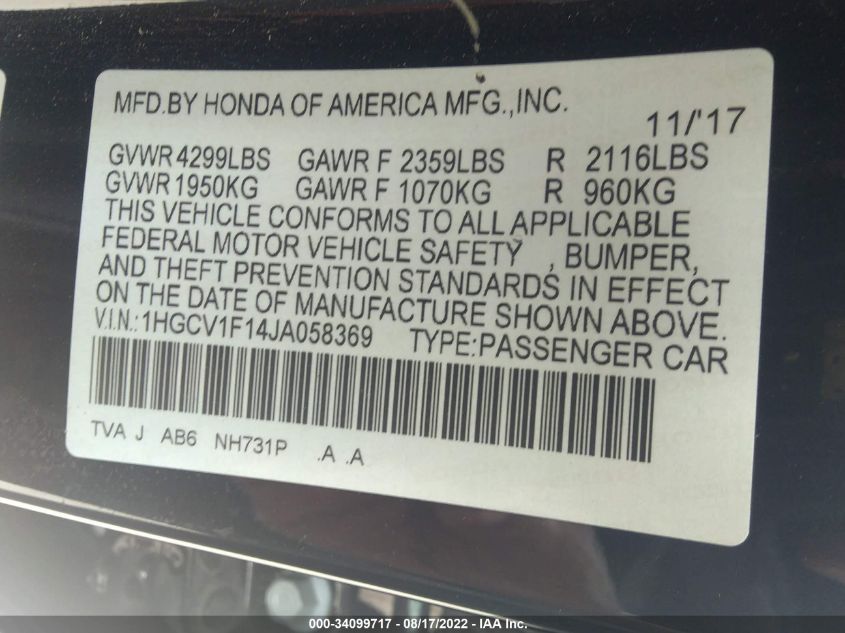 MFD.BY HONDA OF AMERICA MFG.,INC.
11/'17
GVWR 4299LBS GAWR F 2359LBS R 2116LBS
GVWR 1950KG GAWR F 1070KG R 960KG
THIS VEHICLE CONFORMS TO ALL APPLICABLE
FEDERAL MOTOR VEHICLE SAFETY , BUMPER,
AND THEFT PREVENTION STANDARDS IN EFFECT
ON THE DATE OF MANUFACTURE SHOWN ABOVE.
V.I.N.:1HGCV1F14JA058369 TYPE:PASSENGER CAR
TVA J AB6 NH731P .A .A
000-34099717 - 08/17/2022 - IAA Inc.